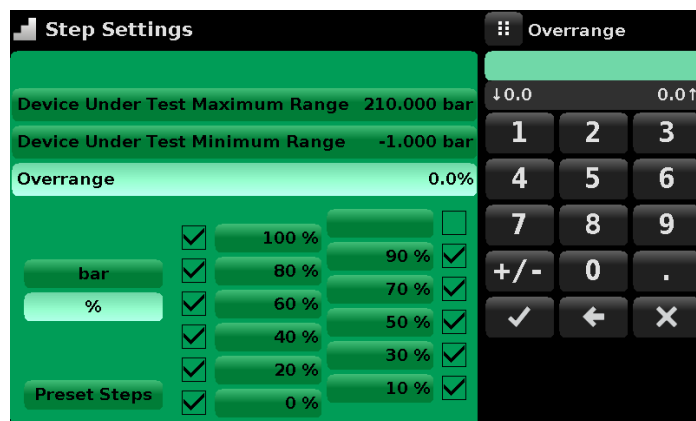 Step Settings
Device Under Test Maximum Range 210.000 bar
Device Under Test Minimum Range -1.000 bar
Overrange 0.0%
bar
%
Preset Steps
100 %
80 %
60 %
40 %
20 %
0 %
90 %
70 %
50 %
30 %
10 %
Overrange
↓0.0 0.0↑
1 2 3
4 5 6
7 8 9
+/- 0 .